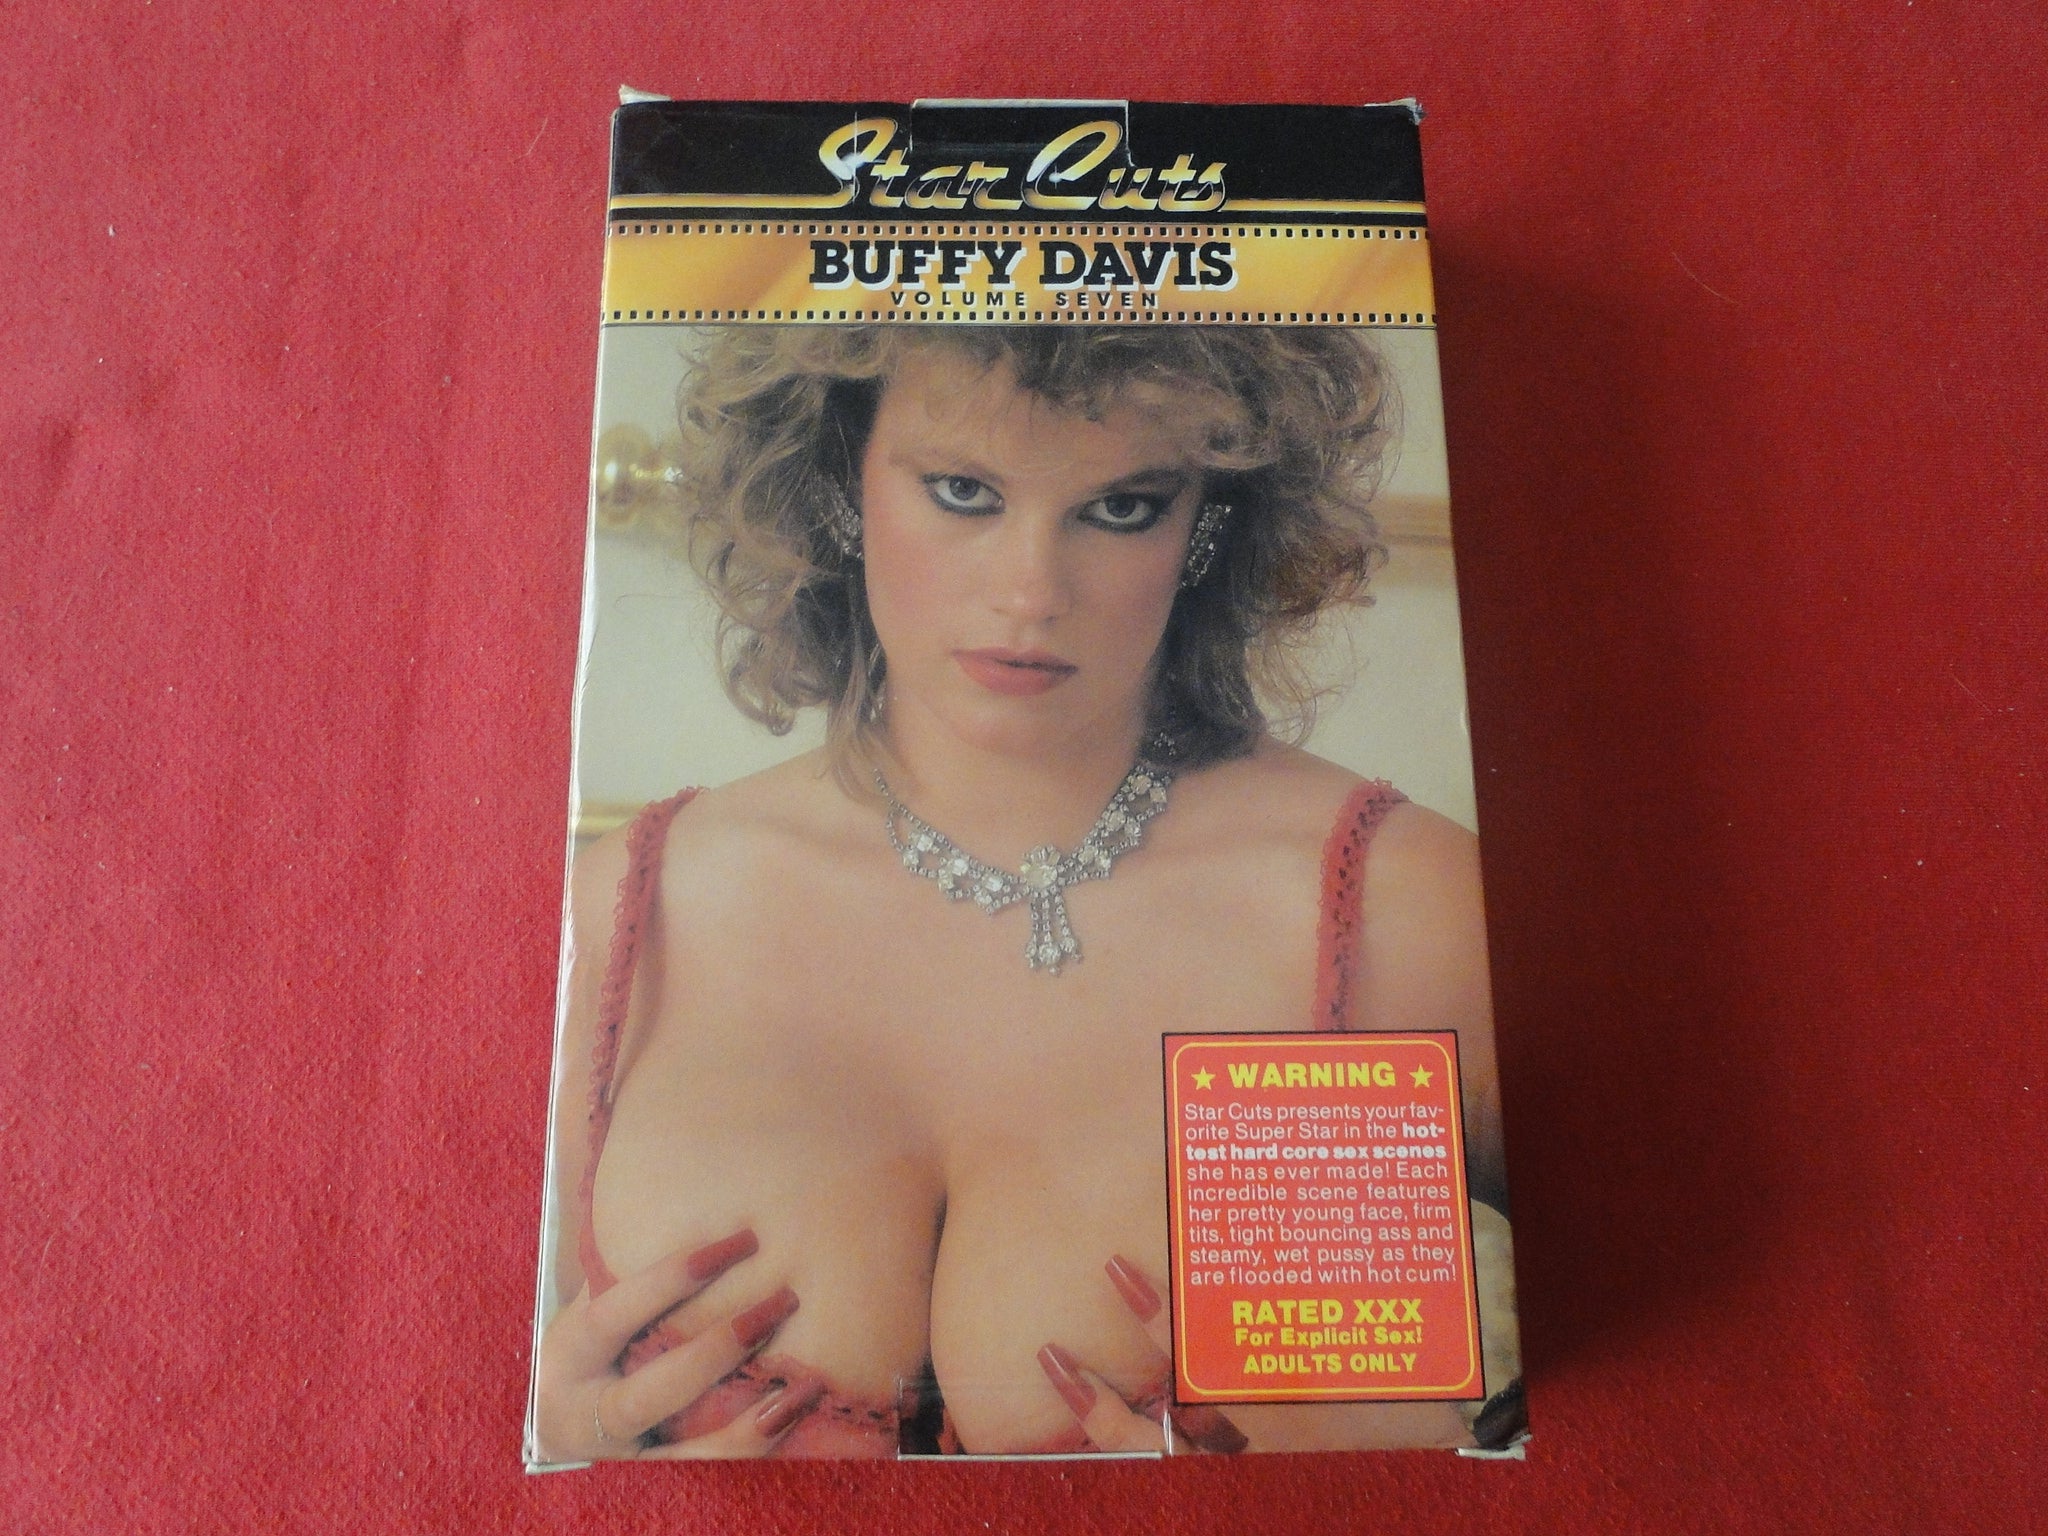 Star Cuts
BUFFY DAVIS
VOLUME SEVEN
★ WARNING ★
Star Cuts presents your fav-
orite Super Star in the hot-
test hard core sex scenes
she has ever made! Each
incredible scene features
her pretty young face, firm
tits, tight bouncing ass and
steamy, wet pussy as they
are flooded with hot cum!
RATED XXX
For Explicit Sex!
ADULTS ONLY